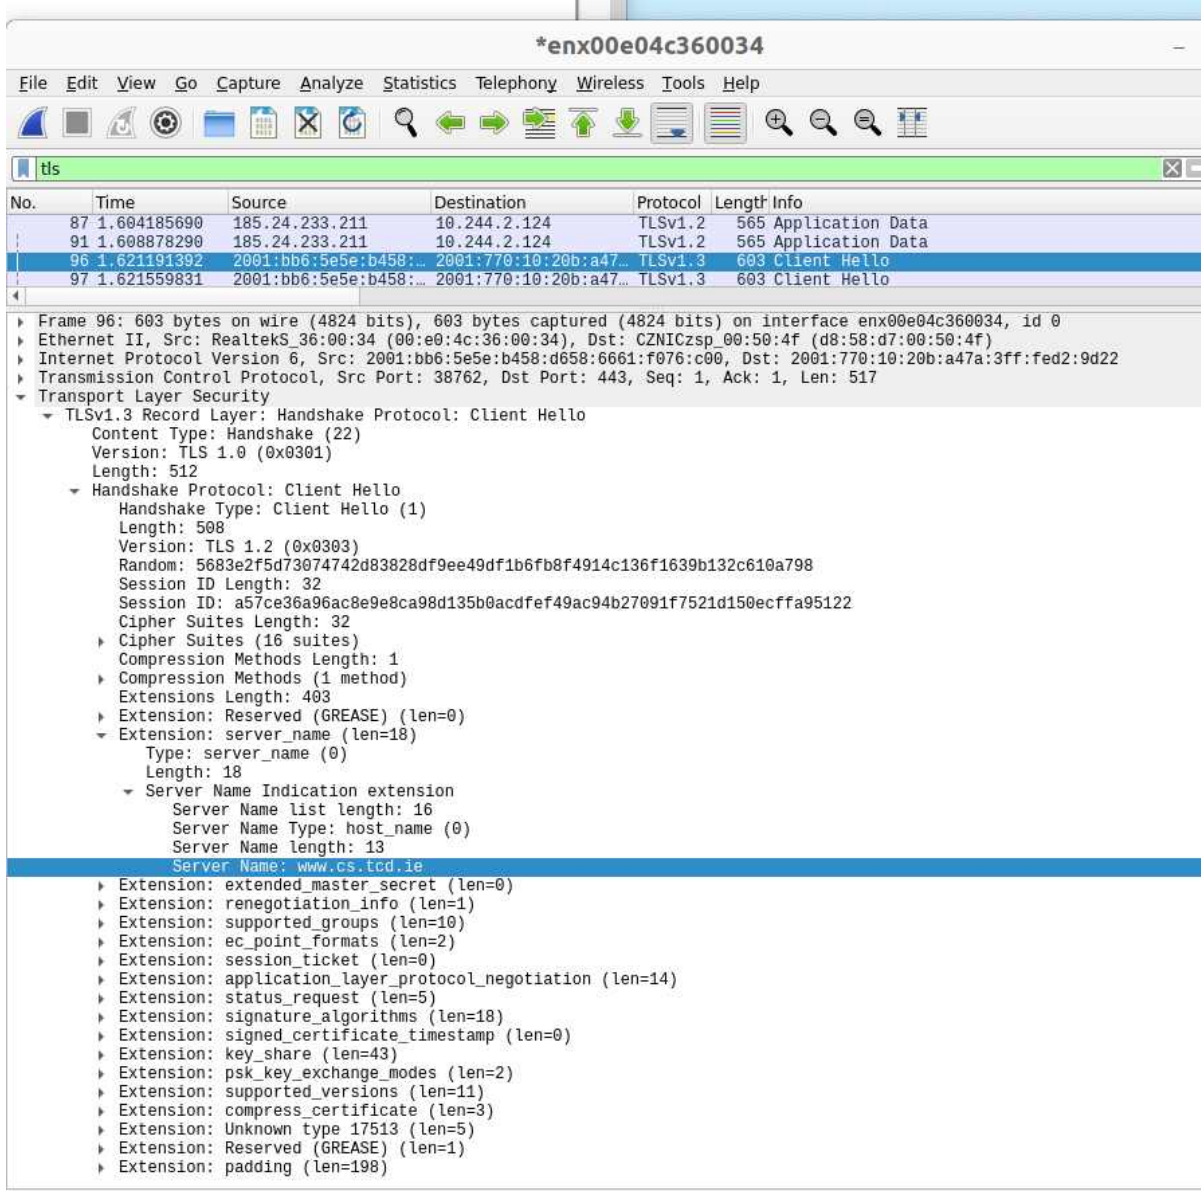 *enx00e04c360034
File Edit View Go Capture Analyze Statistics Telephony Wireless Tools Help
tls
No. Time Source Destination Protocol Length Info
87 1.604185690 185.24.233.211 10.244.2.124 TLSv1.2 565 Application Data
91 1.608878290 185.24.233.211 10.244.2.124 TLSv1.2 565 Application Data
96 1.621191392 2001:bb6:5e5e:b458:… 2001:770:10:20b:a47… TLSv1.3 603 Client Hello
97 1.621559831 2001:bb6:5e5e:b458:… 2001:770:10:20b:a47… TLSv1.3 603 Client Hello
Frame 96: 603 bytes on wire (4824 bits), 603 bytes captured (4824 bits) on interface enx00e04c360034, id 0
Ethernet II, Src: RealtekS_36:00:34 (00:e0:4c:36:00:34), Dst: CZNICzsp_00:50:4f (d8:58:d7:00:50:4f)
Internet Protocol Version 6, Src: 2001:bb6:5e5e:b458:d658:6661:f076:c00, Dst: 2001:770:10:20b:a47a:3ff:fed2:9d22
Transmission Control Protocol, Src Port: 38762, Dst Port: 443, Seq: 1, Ack: 1, Len: 517
Transport Layer Security
TLSv1.3 Record Layer: Handshake Protocol: Client Hello
Content Type: Handshake (22)
Version: TLS 1.0 (0x0301)
Length: 512
Handshake Protocol: Client Hello
Handshake Type: Client Hello (1)
Length: 508
Version: TLS 1.2 (0x0303)
Random: 5683e2f5d73074742d83828df9ee49df1b6fb8f4914c136f1639b132c610a798
Session ID Length: 32
Session ID: a57ce36a96ac8e9e8ca98d135b0acdfef49ac94b27091f7521d150ecffa95122
Cipher Suites Length: 32
Cipher Suites (16 suites)
Compression Methods Length: 1
Compression Methods (1 method)
Extensions Length: 403
Extension: Reserved (GREASE) (len=0)
Extension: server_name (len=18)
Type: server_name (0)
Length: 18
Server Name Indication extension
Server Name list length: 16
Server Name Type: host_name (0)
Server Name length: 13
Server Name: www.cs.tcd.ie
Extension: extended_master_secret (len=0)
Extension: renegotiation_info (len=1)
Extension: supported_groups (len=10)
Extension: ec_point_formats (len=2)
Extension: session_ticket (len=0)
Extension: application_layer_protocol_negotiation (len=14)
Extension: status_request (len=5)
Extension: signature_algorithms (len=18)
Extension: signed_certificate_timestamp (len=0)
Extension: key_share (len=43)
Extension: psk_key_exchange_modes (len=2)
Extension: supported_versions (len=11)
Extension: compress_certificate (len=3)
Extension: Unknown type 17513 (len=5)
Extension: Reserved (GREASE) (len=1)
Extension: padding (len=198)